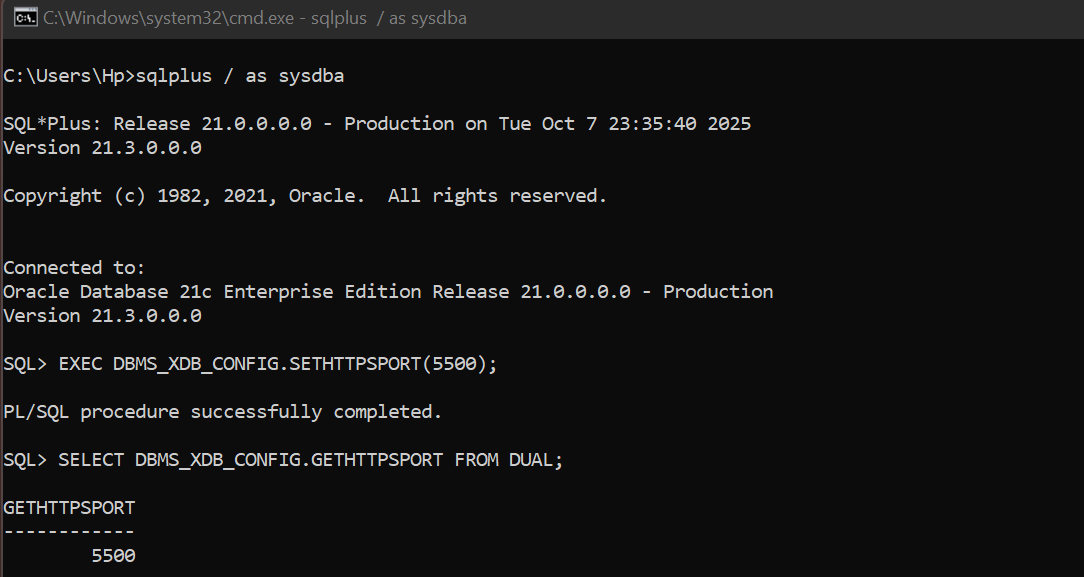 C:\Windows\system32\cmd.exe - sqlplus  / as sysdba
C:\Users\Hp>sqlplus / as sysdba
SQL*Plus: Release 21.0.0.0.0 - Production on Tue Oct 7 23:35:40 2025
Version 21.3.0.0.0
Copyright (c) 1982, 2021, Oracle.  All rights reserved.
Connected to:
Oracle Database 21c Enterprise Edition Release 21.0.0.0.0 - Production
Version 21.3.0.0.0
SQL> EXEC DBMS_XDB_CONFIG.SETHTTPSPORT(5500);
PL/SQL procedure successfully completed.
SQL> SELECT DBMS_XDB_CONFIG.GETHTTPSPORT FROM DUAL;
GETHTTPSPORT
------------
        5500